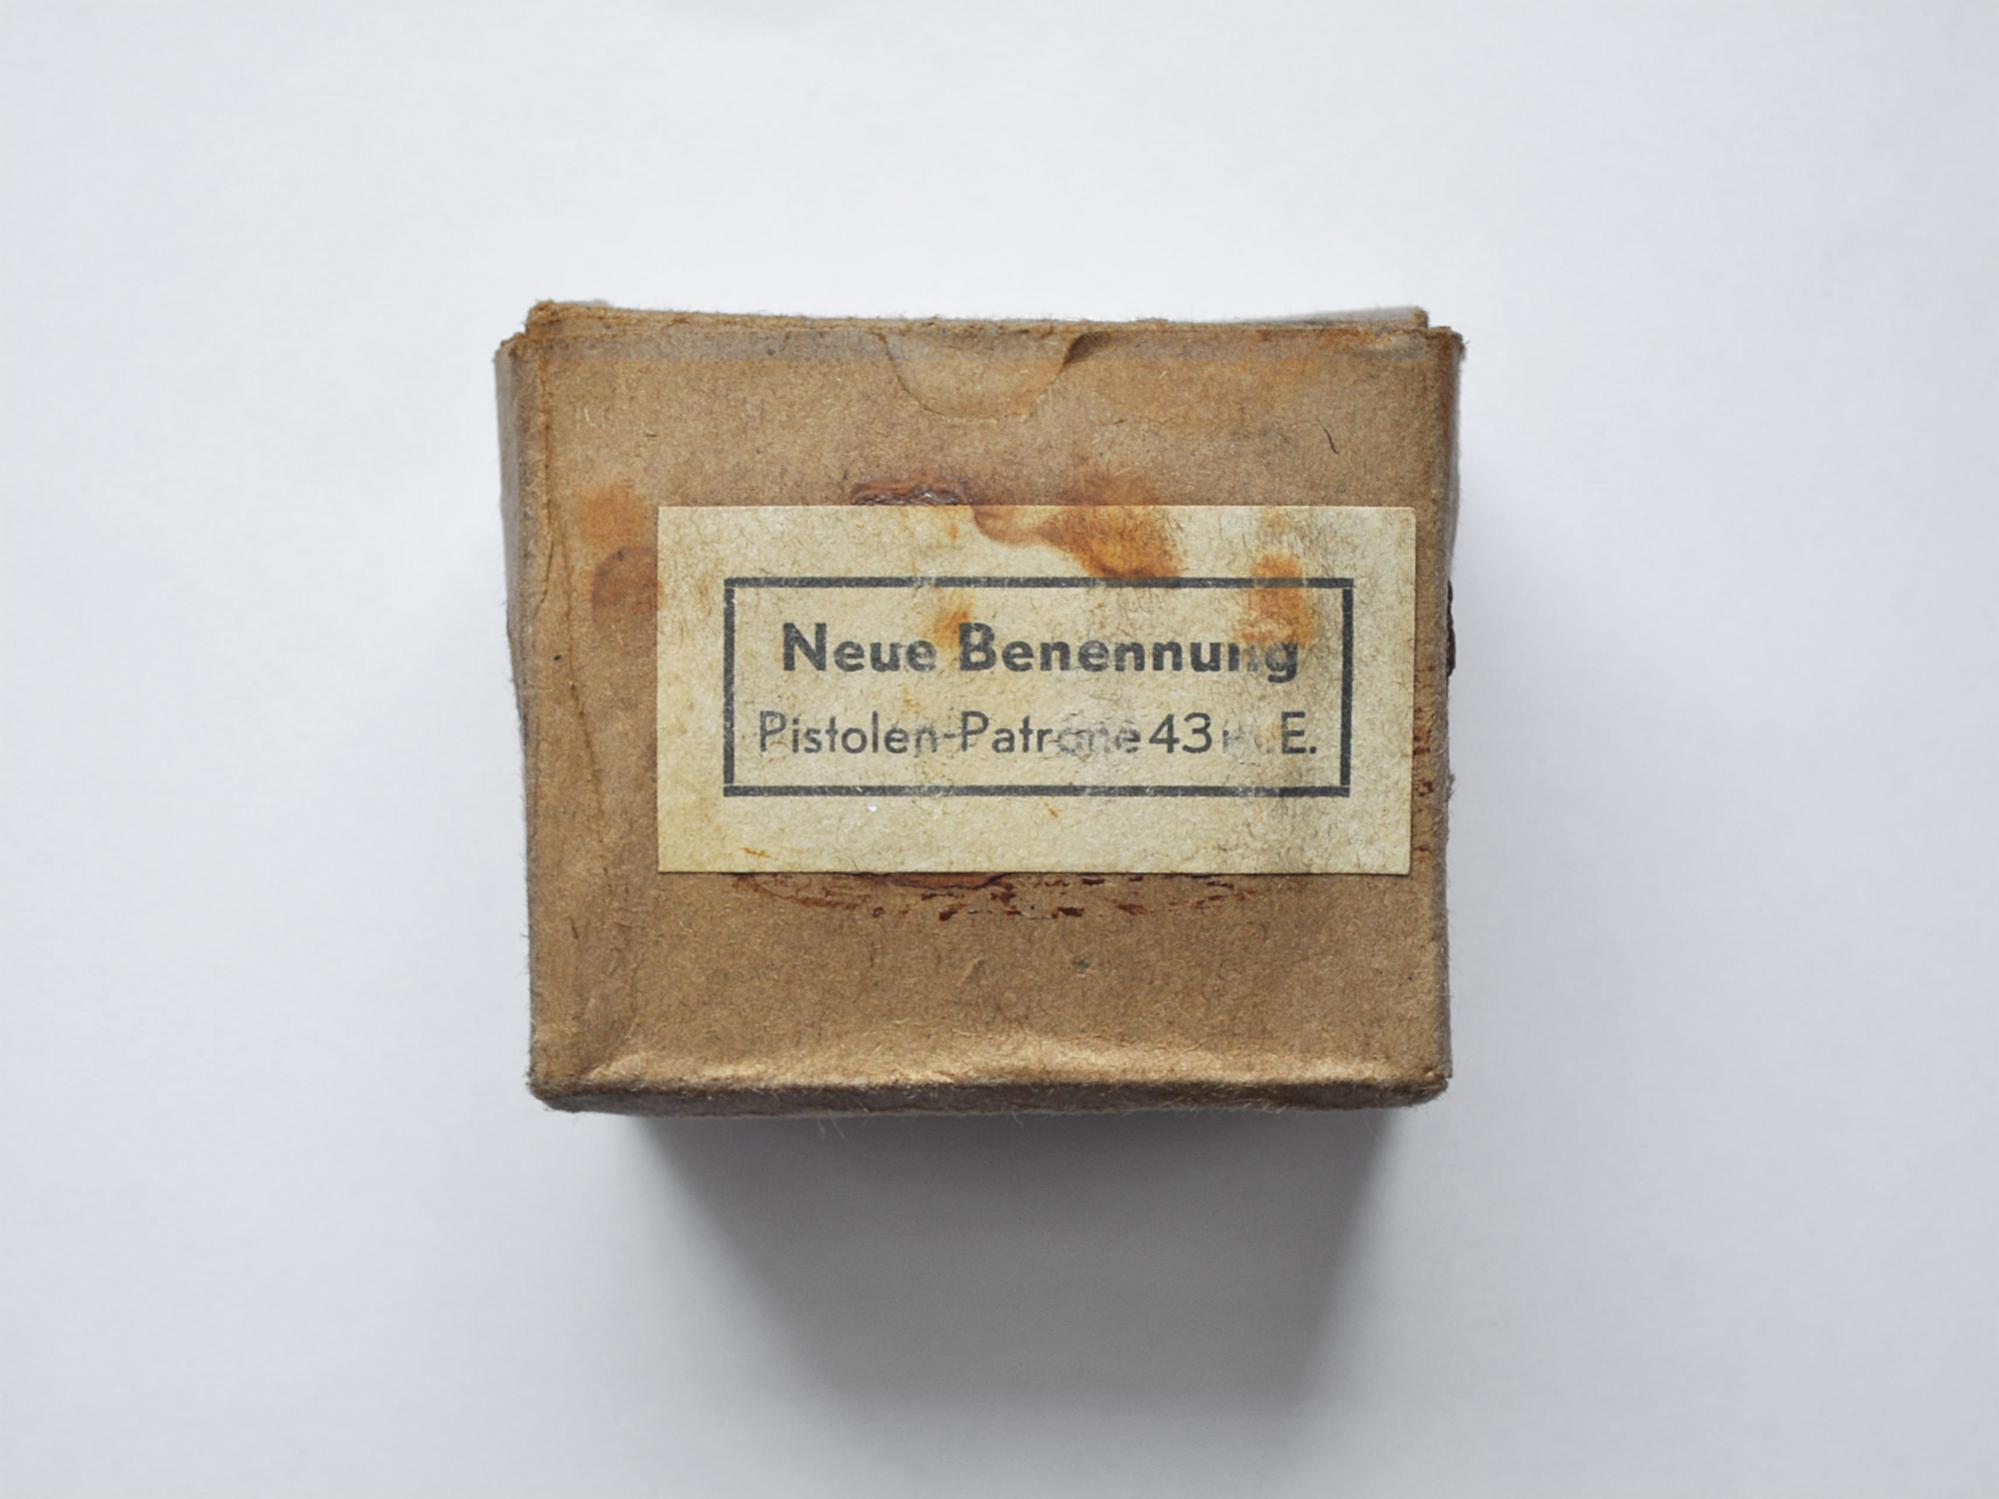 Neue Benennung
Pistolen-Patrone 43 E.